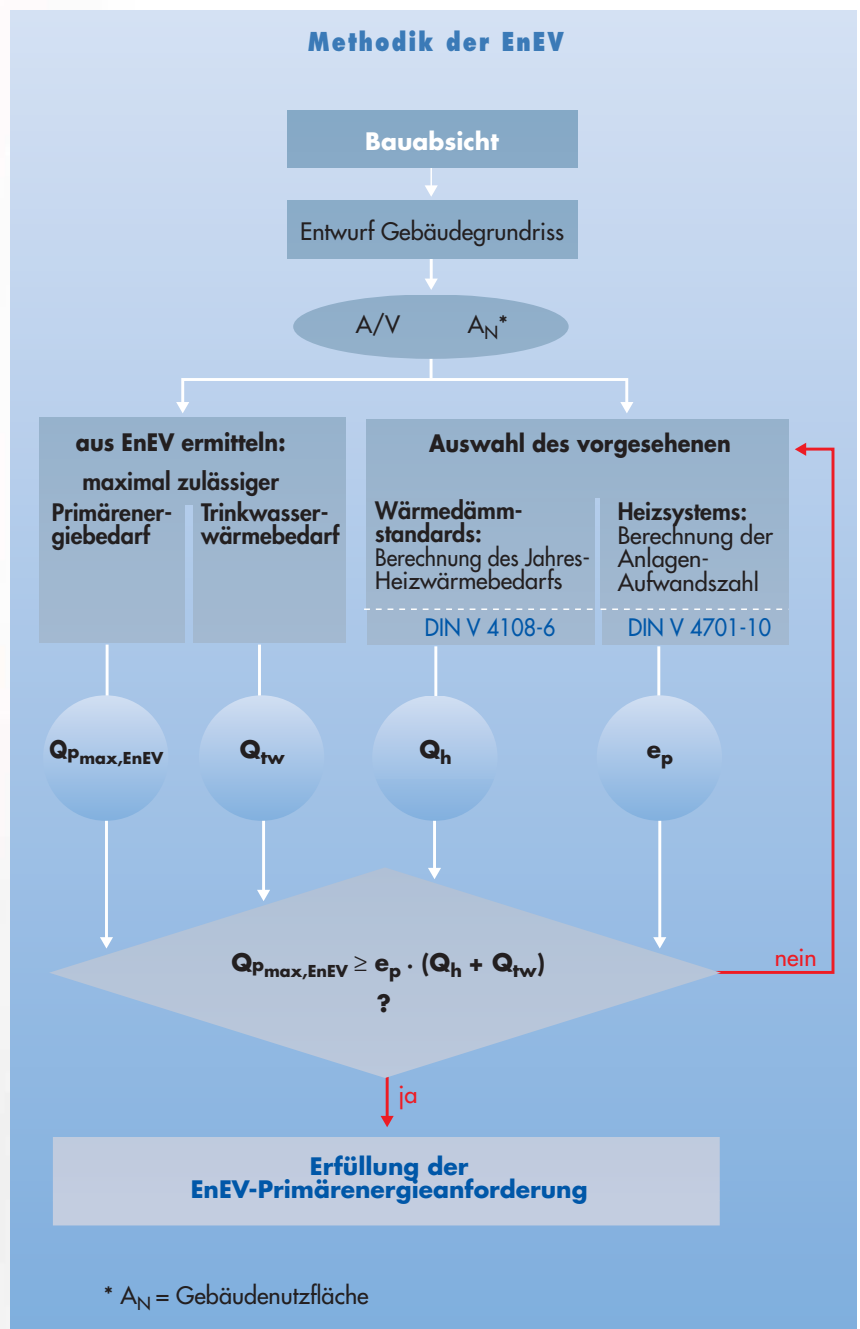 Methodik der EnEV
Bauabsicht
Entwurf Gebäudegrundriss
A/V A_N*
aus EnEV ermitteln:
maximal zulässiger
Primärener-
giebedarf
Trinkwasser-
wärmebedarf
Auswahl des vorgesehenen
Wärmedämm-
standards:
Berechnung des Jahres-
Heizwärmebedarfs
DIN V 4108-6
Heizsystems:
Berechnung der
Anlagen-
Aufwandszahl
DIN V 4701-10
Qp_max,EnEV
Q_tw
Q_h
e_p
Qp_max,EnEV ≥ e_p · (Q_h + Q_tw)
?
nein
ja
Erfüllung der
EnEV-Primärenergieanforderung
* A_N = Gebäudenutzfläche